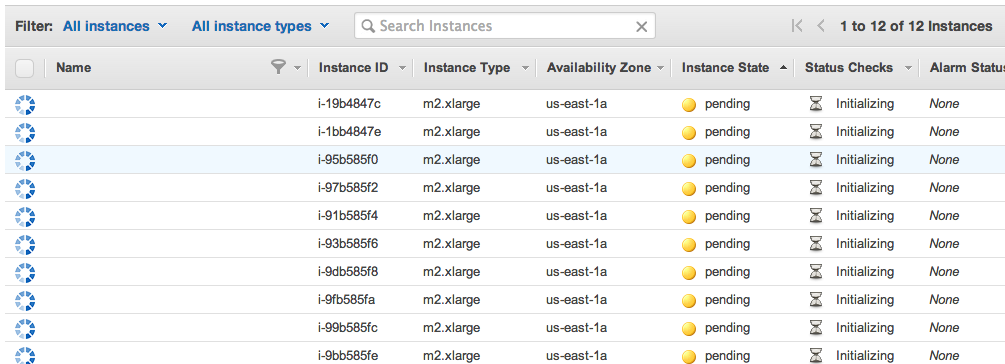 Filter: All instances All instance types Search Instances 1 to 12 of 12 Instances
Name Instance ID Instance Type Availability Zone Instance State Status Checks Alarm Status
i-19b4847c m2.xlarge us-east-1a pending Initializing None
i-1bb4847e m2.xlarge us-east-1a pending Initializing None
i-95b585f0 m2.xlarge us-east-1a pending Initializing None
i-97b585f2 m2.xlarge us-east-1a pending Initializing None
i-91b585f4 m2.xlarge us-east-1a pending Initializing None
i-93b585f6 m2.xlarge us-east-1a pending Initializing None
i-9db585f8 m2.xlarge us-east-1a pending Initializing None
i-9fb585fa m2.xlarge us-east-1a pending Initializing None
i-99b585fc m2.xlarge us-east-1a pending Initializing None
i-9bb585fe m2.xlarge us-east-1a pending Initializing None